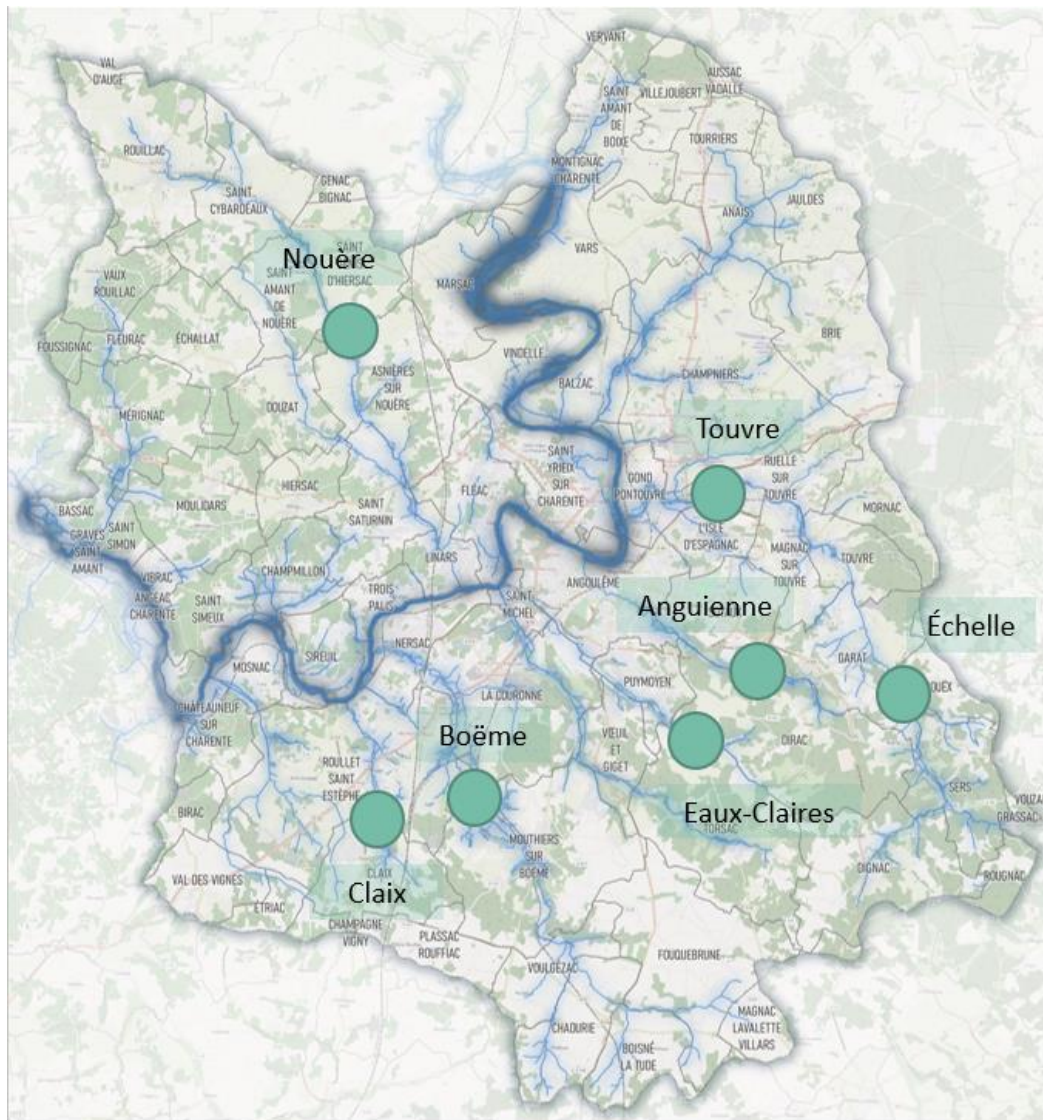 VERVANT
VAL
D'AUGE
AUSSAC
VADALLE
VILLEJOUBERT
SAINT
AMANT
DE
BOIXE
TOURRIERS
ROUILLAC
MONTIGNAC
CHARENTE
GENAC
BIGNAC
SAINT
CYBARDEAUX
JAULDES
ANAIS
VARS
SAINT
D'HIERSAC
Nouère
SAINT
AMANT
DE
NOUÈRE
MARSAC
VAUX
ROUILLAC
FLEURAC
ÉCHALLAT
FOUSSIGNAC
BRIE
VINDELLE
ASNIÈRES
SUR
NOUÈRE
CHAMPNIERS
BALZAC
DOUZAT
MÉRIGNAC
Touvre
SAINT
YRIEIX
SUR
CHARENTE
RUELLE
SUR
TOUVRE
GOND
PONTOUVRE
HIERSAC
FLÉAC
MOULIDARS
SAINT
SATURNIN
BASSAC
MORNAC
L'ISLE
D'ESPAGNAC
GRAVES
SAINT
AMANT
SAINT
SIMON
MAGNAC
SUR
TOUVRE
TOUVRE
LINARS
CHAMPMILLON
VIBRAC
ANGEAC
CHARENTE
ANGOULÊME
TROIS
PALIS
SAINT
MICHEL
SAINT
SIMEUX
Anguienne
Échelle
NERSAC
SIREUIL
GARAT
MOSNAC
PUYMOYEN
LA COURONNE
CHÂTEAUNEUF
SUR
CHARENTE
Boëme
VŒUIL
ET
GIGET
DIRAC
ROULLET
SAINT
ESTÈPHE
SERS
VOUZAN
GRASSAC
BIRAC
Eaux-Claires
TORSAC
MOUTHIERS
SUR
BOËME
DIGNAC
ROUGNAC
CLAIX
VAL DES VIGNES
Claix
ÉTRIAC
CHAMPAGNE
VIGNY
PLASSAC
ROUFFIAC
VOULGÉZAC
FOUQUEBRUNE
MAGNAC
LAVALETTE
VILLARS
CHADURIE
BOISNÉ
LA TUDE